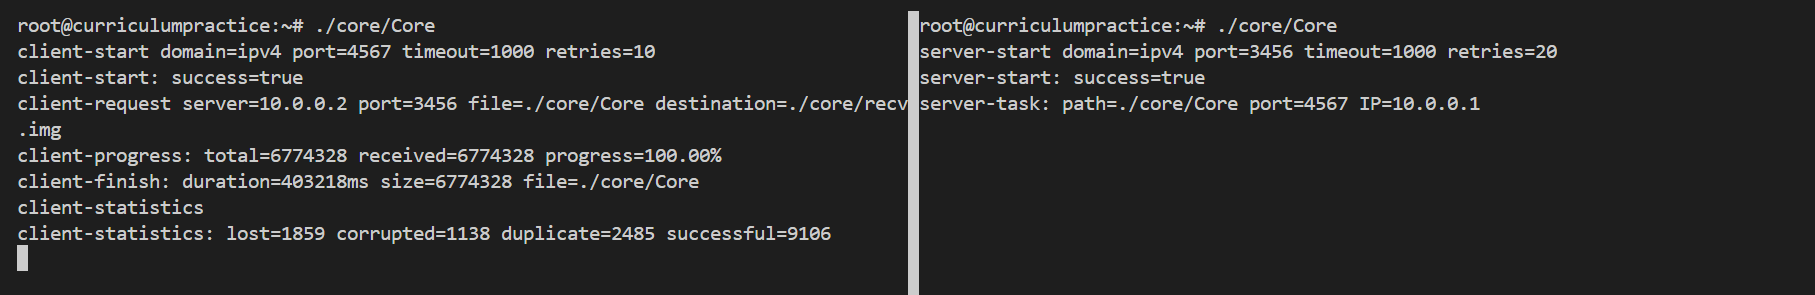 root@curriculumpractice:~# ./core/Core
client-start domain=ipv4 port=4567 timeout=1000 retries=10
client-start: success=true
client-request server=10.0.0.2 port=3456 file=./core/Core destination=./core/recv
.img
client-progress: total=6774328 received=6774328 progress=100.00%
client-finish: duration=403218ms size=6774328 file=./core/Core
client-statistics
client-statistics: lost=1859 corrupted=1138 duplicate=2485 successful=9106
root@curriculumpractice:~# ./core/Core
server-start domain=ipv4 port=3456 timeout=1000 retries=20
server-start: success=true
server-task: path=./core/Core port=4567 IP=10.0.0.1